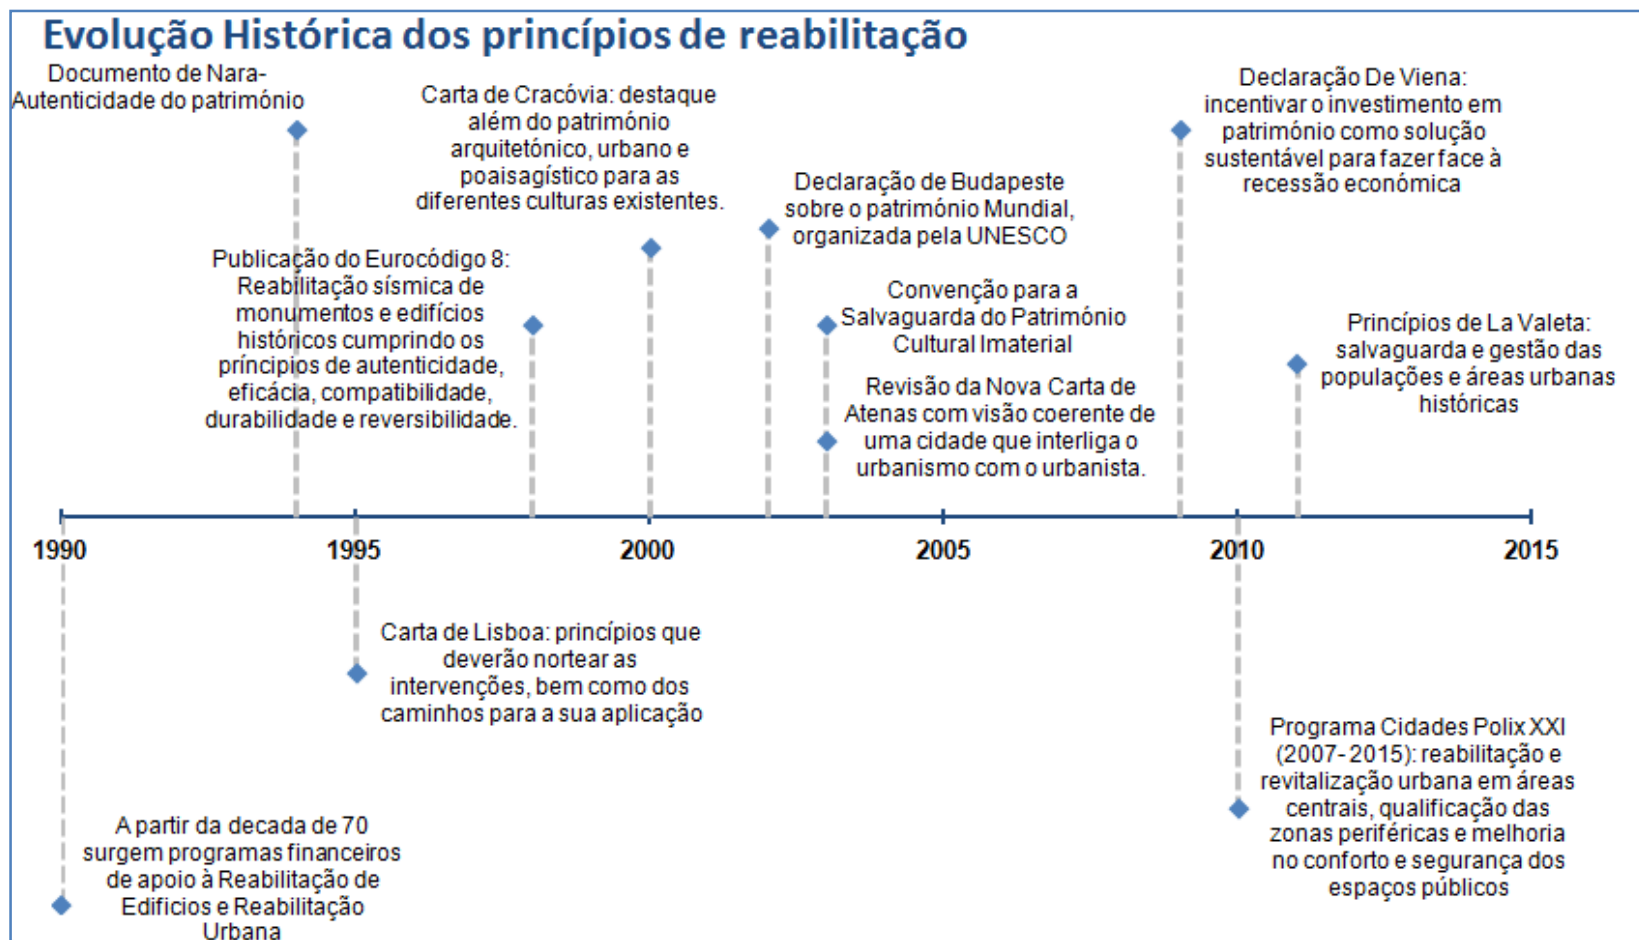 Evolução Histórica dos princípios de reabilitação
Documento de Nara-
Autenticidade do património
Carta de Cracóvia: destaque
além do património
arquitetónico, urbano e
poaisagístico para as
diferentes culturas existentes.
Publicação do Eurocódigo 8:
Reabilitação sísmica de
monumentos e edifícios
históricos cumprindo os
príncipios de autenticidade,
eficácia, compatibilidade,
durabilidade e reversibilidade.
Declaração de Budapeste
sobre o património Mundial,
organizada pela UNESCO
Convenção para a
Salvaguarda do Património
Cultural Imaterial
Revisão da Nova Carta de
Atenas com visão coerente de
uma cidade que interliga o
urbanismo com o urbanista.
Declaração De Viena:
incentivar o investimento em
património como solução
sustentável para fazer face à
recessão económica
Princípios de La Valeta:
salvaguarda e gestão das
populações e áreas urbanas
históricas
1990
1995
2000
2005
2010
2015
Carta de Lisboa: princípios que
deverão nortear as
intervenções, bem como dos
caminhos para a sua aplicação
A partir da decada de 70
surgem programas financeiros
de apoio à Reabilitação de
Edificios e Reabilitação
Urbana
Programa Cidades Polix XXI
(2007- 2015): reabilitação e
revitalização urbana em áreas
centrais, qualificação das
zonas periféricas e melhoria
no conforto e segurança dos
espaços públicos